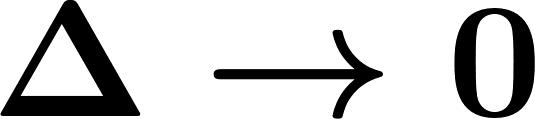 𝚫 → 0